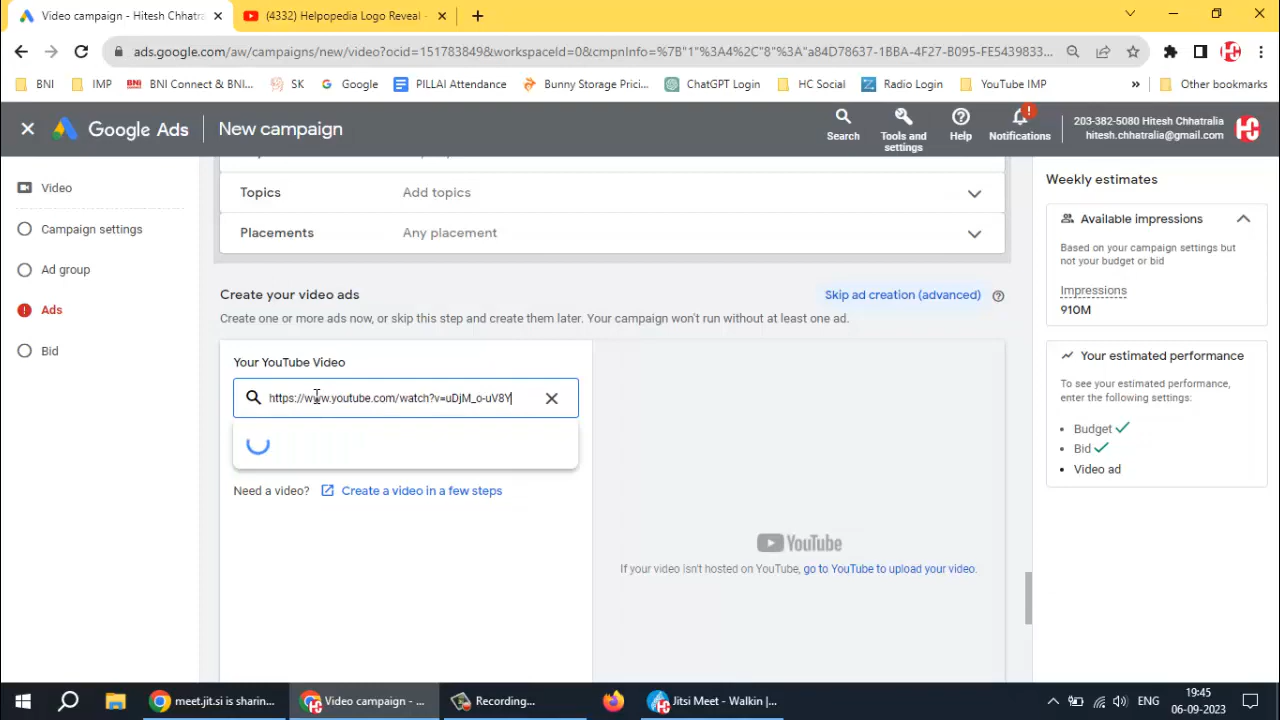 Video campaign - Hitesh Chhatra
(4332) Helpopedia Logo Reveal -
ads.google.com/aw/campaigns/new/video?ocid=151783849&workspaceId=0&cmpnInfo=%7B"1"%3A4%2C"8"%3A"a84D78637-1BBA-4F27-B095-FE5439833...
BNI
IMP
BNI Connect & BNI...
SK
Google
PILLAI Attendance
Bunny Storage Prici...
ChatGPT Login
HC Social
Radio Login
YouTube IMP
»
Other bookmarks
Google Ads
New campaign
Search
Tools and settings
Help
Notifications
203-382-5080 Hitesh Chhatralia
hitesh.chhatralia@gmail.com
Video
Campaign settings
Ad group
Ads
Bid
Topics
Add topics
Placements
Any placement
Create your video ads
Skip ad creation (advanced)
Create one or more ads now, or skip this step and create them later. Your campaign won't run without at least one ad.
Your YouTube Video
https://www.youtube.com/watch?v=uDjM_o-uV8Y
Need a video?
Create a video in a few steps
YouTube
If your video isn't hosted on YouTube, go to YouTube to upload your video.
Weekly estimates
Available impressions
Based on your campaign settings but
not your budget or bid
Impressions
910M
Your estimated performance
To see your estimated performance,
enter the following settings:
• Budget
• Bid
• Video ad
meet.jit.si is sharin...
Video campaign - ...
Recording...
Jitsi Meet - Walkin |...
ENG
19:45
06-09-2023